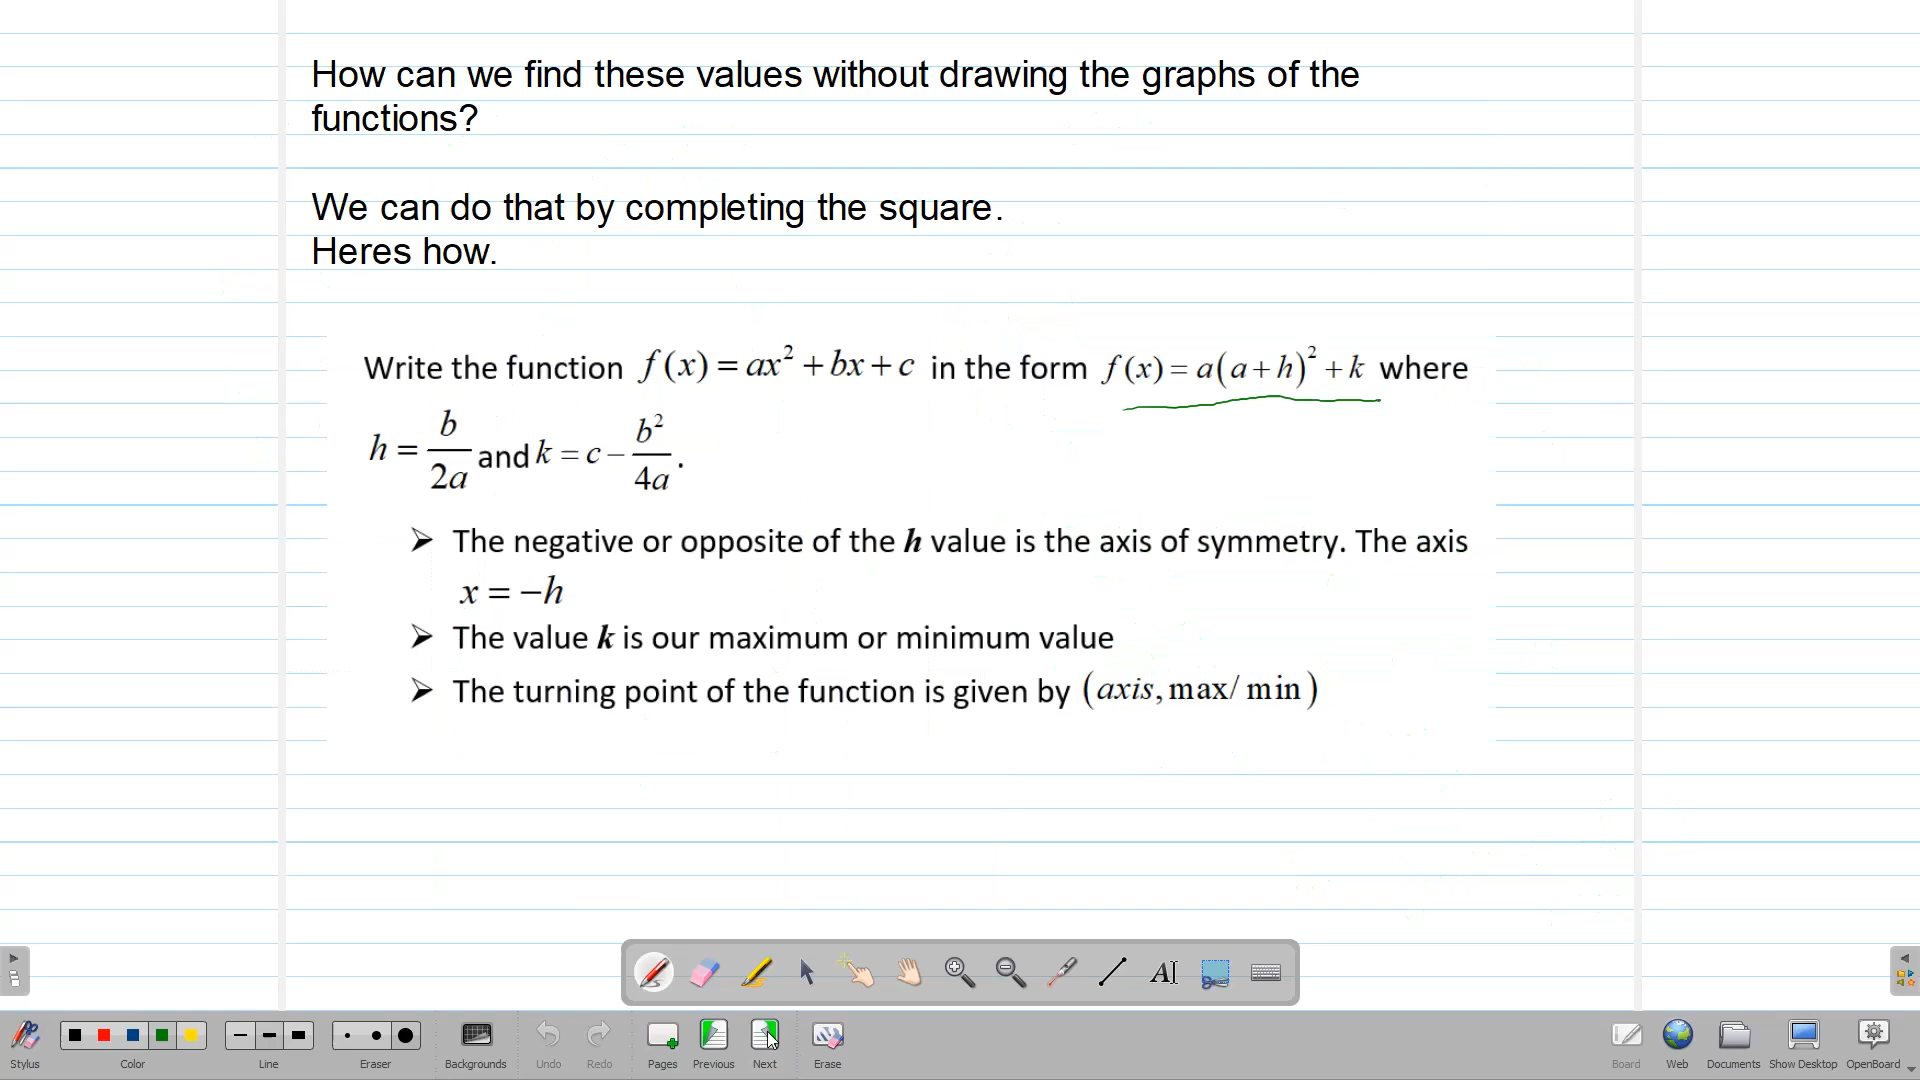 How can we find these values without drawing the graphs of the
functions?
We can do that by completing the square.
Heres how.
Write the function f(x) = ax² + bx + c in the form f(x) = a(a + h)² + k where
h = b/2a and k = c − b²/4a.
➢ The negative or opposite of the h value is the axis of symmetry. The axis
x = −h
➢ The value k is our maximum or minimum value
➢ The turning point of the function is given by (axis, max/ min)
Stylus Color Line Eraser Backgrounds Undo Redo Pages Previous Next Erase Board Web Documents Show Desktop OpenBoard